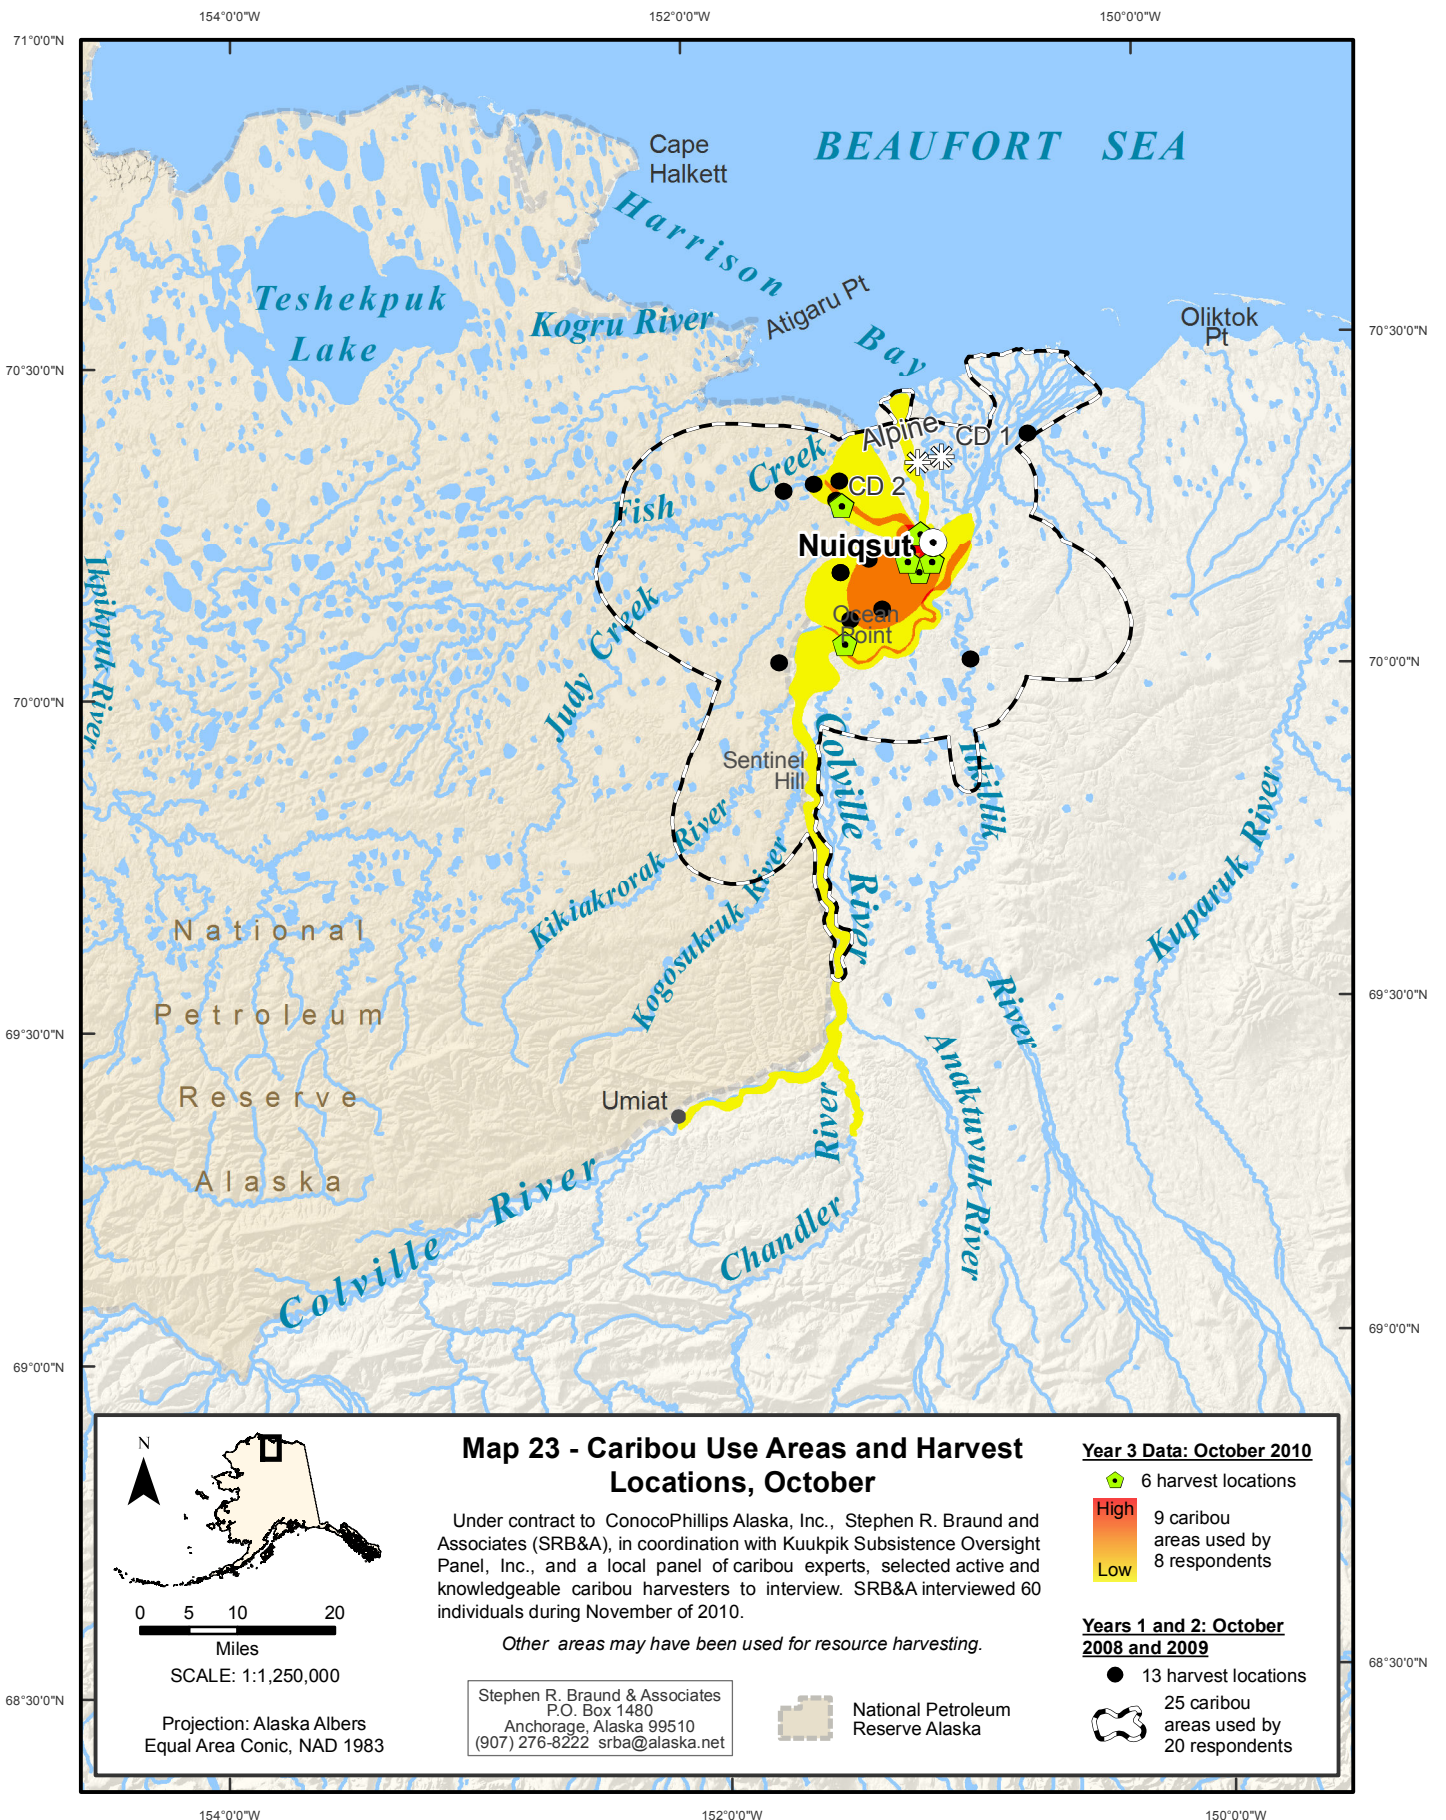 154°0'0"W
152°0'0"W
150°0'0"W
71°0'0"N
70°30'0"N
70°0'0"N
69°30'0"N
69°0'0"N
68°30'0"N
70°30'0"N
70°0'0"N
69°30'0"N
69°0'0"N
68°30'0"N
BEAUFORT SEA
Cape
Halkett
Harrison
Bay
Teshekpuk
Lake
Kogru River
Atigaru Pt
Oliktok
Pt
Alpine
CD 1
CD 2
Fish
Creek
Nuiqsut
Ocean
Point
Ikpikpuk River
Judy
Creek
Sentinel
Hill
Colville
River
Itkillik
River
Kikiakrorak River
Kogosukruk River
Kuparuk River
National
Petroleum
Reserve
Alaska
Umiat
Anaktuvuk River
Chandler
River
Colville
River
N
0 5 10 20
Miles
SCALE: 1:1,250,000
Projection: Alaska Albers
Equal Area Conic, NAD 1983
Map 23 - Caribou Use Areas and Harvest
Locations, October
Under contract to ConocoPhillips Alaska, Inc., Stephen R. Braund and
Associates (SRB&A), in coordination with Kuukpik Subsistence Oversight
Panel, Inc., and a local panel of caribou experts, selected active and
knowledgeable caribou harvesters to interview. SRB&A interviewed 60
individuals during November of 2010.
Other areas may have been used for resource harvesting.
Stephen R. Braund & Associates
P.O. Box 1480
Anchorage, Alaska 99510
(907) 276-8222 srba@alaska.net
National Petroleum
Reserve Alaska
Year 3 Data: October 2010
6 harvest locations
High
Low
9 caribou
areas used by
8 respondents
Years 1 and 2: October
2008 and 2009
13 harvest locations
25 caribou
areas used by
20 respondents
154°0'0"W
152°0'0"W
150°0'0"W